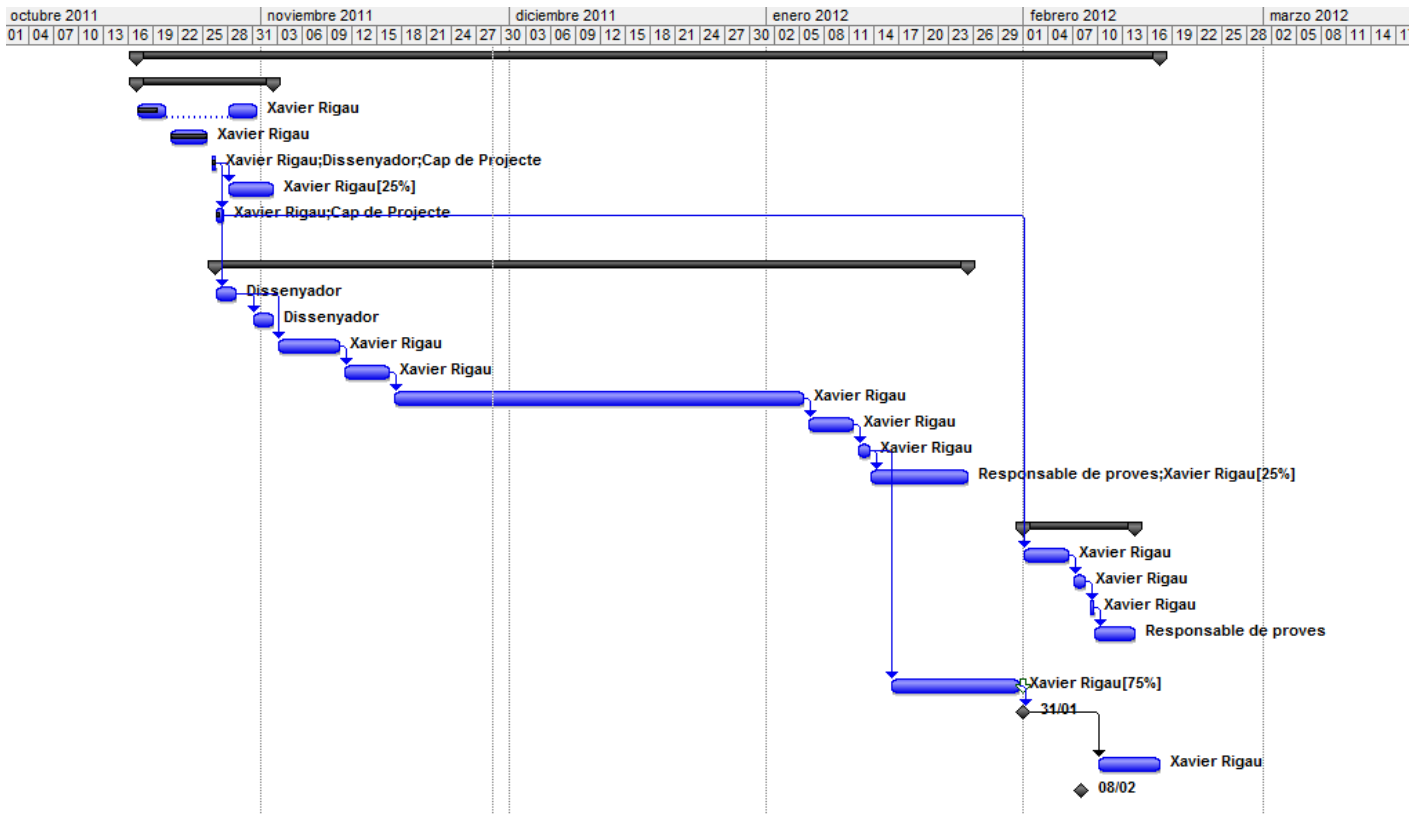 octubre 2011 noviembre 2011 diciembre 2011 enero 2012 febrero 2012 marzo 2012
01 04 07 10 13 16 19 22 25 28 31 03 06 09 12 15 18 21 24 27 30 03 06 09 12 15 18 21 24 27 30 02 05 08 11 14 17 20 23 26 29 01 04 07 10 13 16 19 22 25 28 02 05 08 11 14
Xavier Rigau
Xavier Rigau
Xavier Rigau;Dissenyador;Cap de Projecte
Xavier Rigau[25%]
Xavier Rigau;Cap de Projecte
Dissenyador
Dissenyador
Xavier Rigau
Xavier Rigau
Xavier Rigau
Xavier Rigau
Xavier Rigau
Responsable de proves;Xavier Rigau[25%]
Xavier Rigau
Xavier Rigau
Xavier Rigau
Responsable de proves
Xavier Rigau[75%]
31/01
Xavier Rigau
08/02